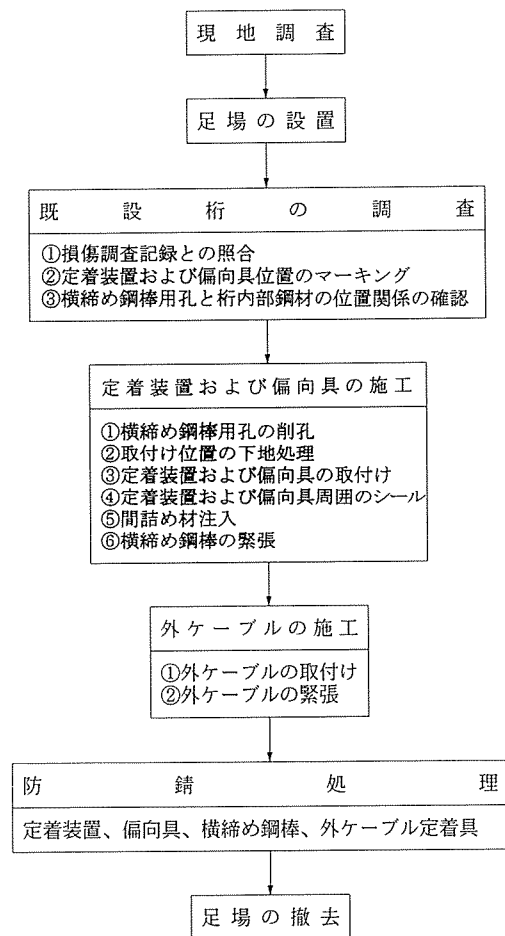 現地調査
足場の設置
既設桁の調査
①損傷調査記録との照合
②定着装置および偏向具位置のマーキング
③横締め鋼棒用孔と桁内部鋼材の位置関係の確認
定着装置および偏向具の施工
①横締め鋼棒用孔の削孔
②取付け位置の下地処理
③定着装置および偏向具の取付け
④定着装置および偏向具周囲のシール
⑤間詰め材注入
⑥横締め鋼棒の緊張
外ケーブルの施工
①外ケーブルの取付け
②外ケーブルの緊張
防錆処理
定着装置、偏向具、横締め鋼棒、外ケーブル定着具
足場の撤去